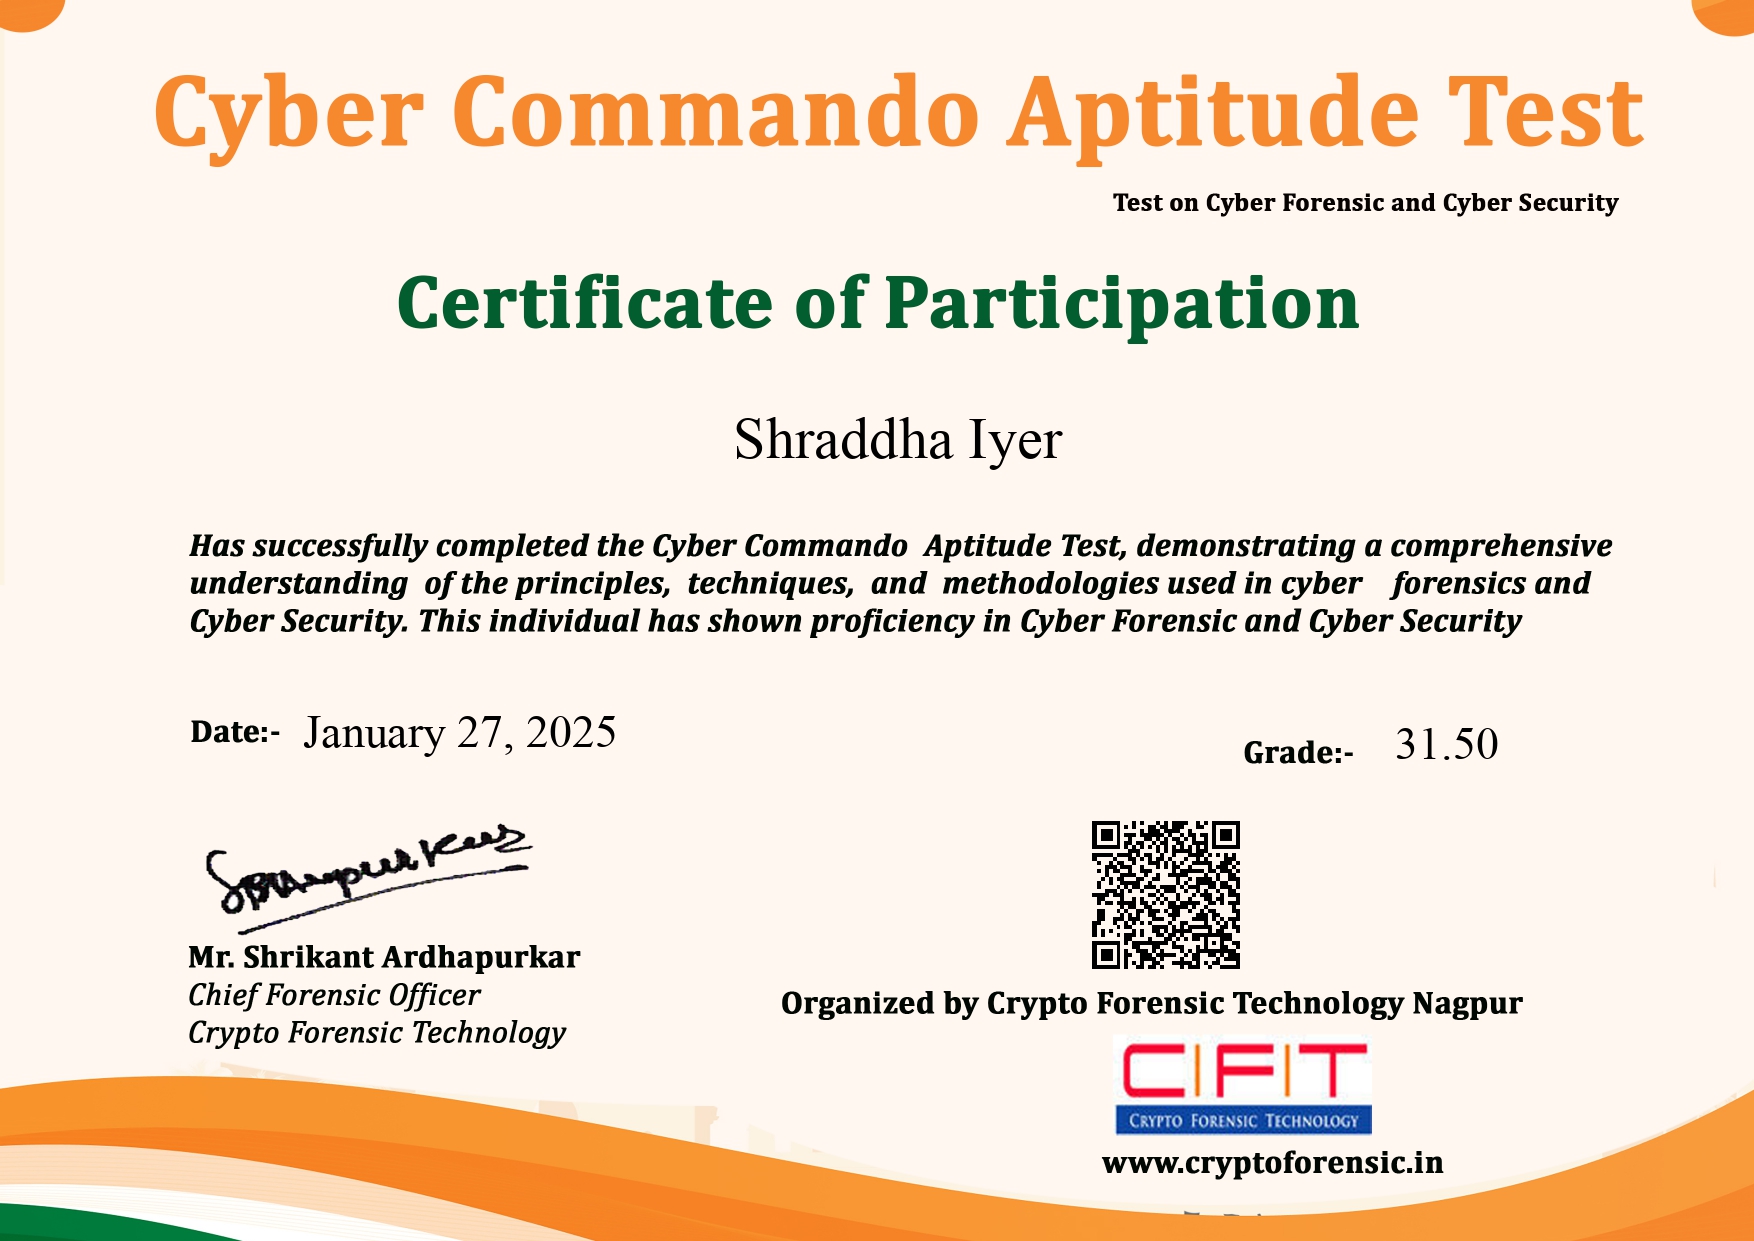 Cyber Commando Aptitude Test
Test on Cyber Forensic and Cyber Security
Certificate of Participation
Shraddha Iyer
Has successfully completed the Cyber Commando Aptitude Test, demonstrating a comprehensive
understanding of the principles, techniques, and methodologies used in cyber forensics and
Cyber Security. This individual has shown proficiency in Cyber Forensic and Cyber Security
Date:- January 27, 2025
Grade:- 31.50
Mr. Shrikant Ardhapurkar
Chief Forensic Officer
Crypto Forensic Technology
Organized by Crypto Forensic Technology Nagpur
CIFIT
CRYPTO FORENSIC TECHNOLOGY
www.cryptoforensic.in